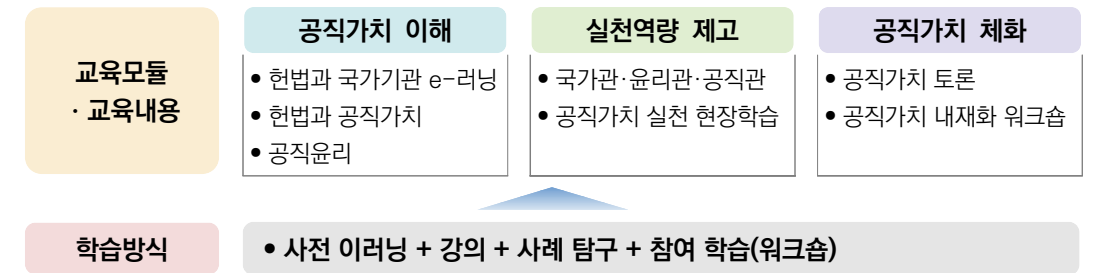 교육모듈
· 교육내용
공직가치 이해
• 헌법과 국가기관 e-러닝
• 헌법과 공직가치
• 공직윤리
실천역량 제고
• 국가관·윤리관·공직관
• 공직가치 실천 현장학습
공직가치 체화
• 공직가치 토론
• 공직가치 내재화 워크숍
학습방식
• 사전 이러닝 + 강의 + 사례 탐구 + 참여 학습(워크숍)